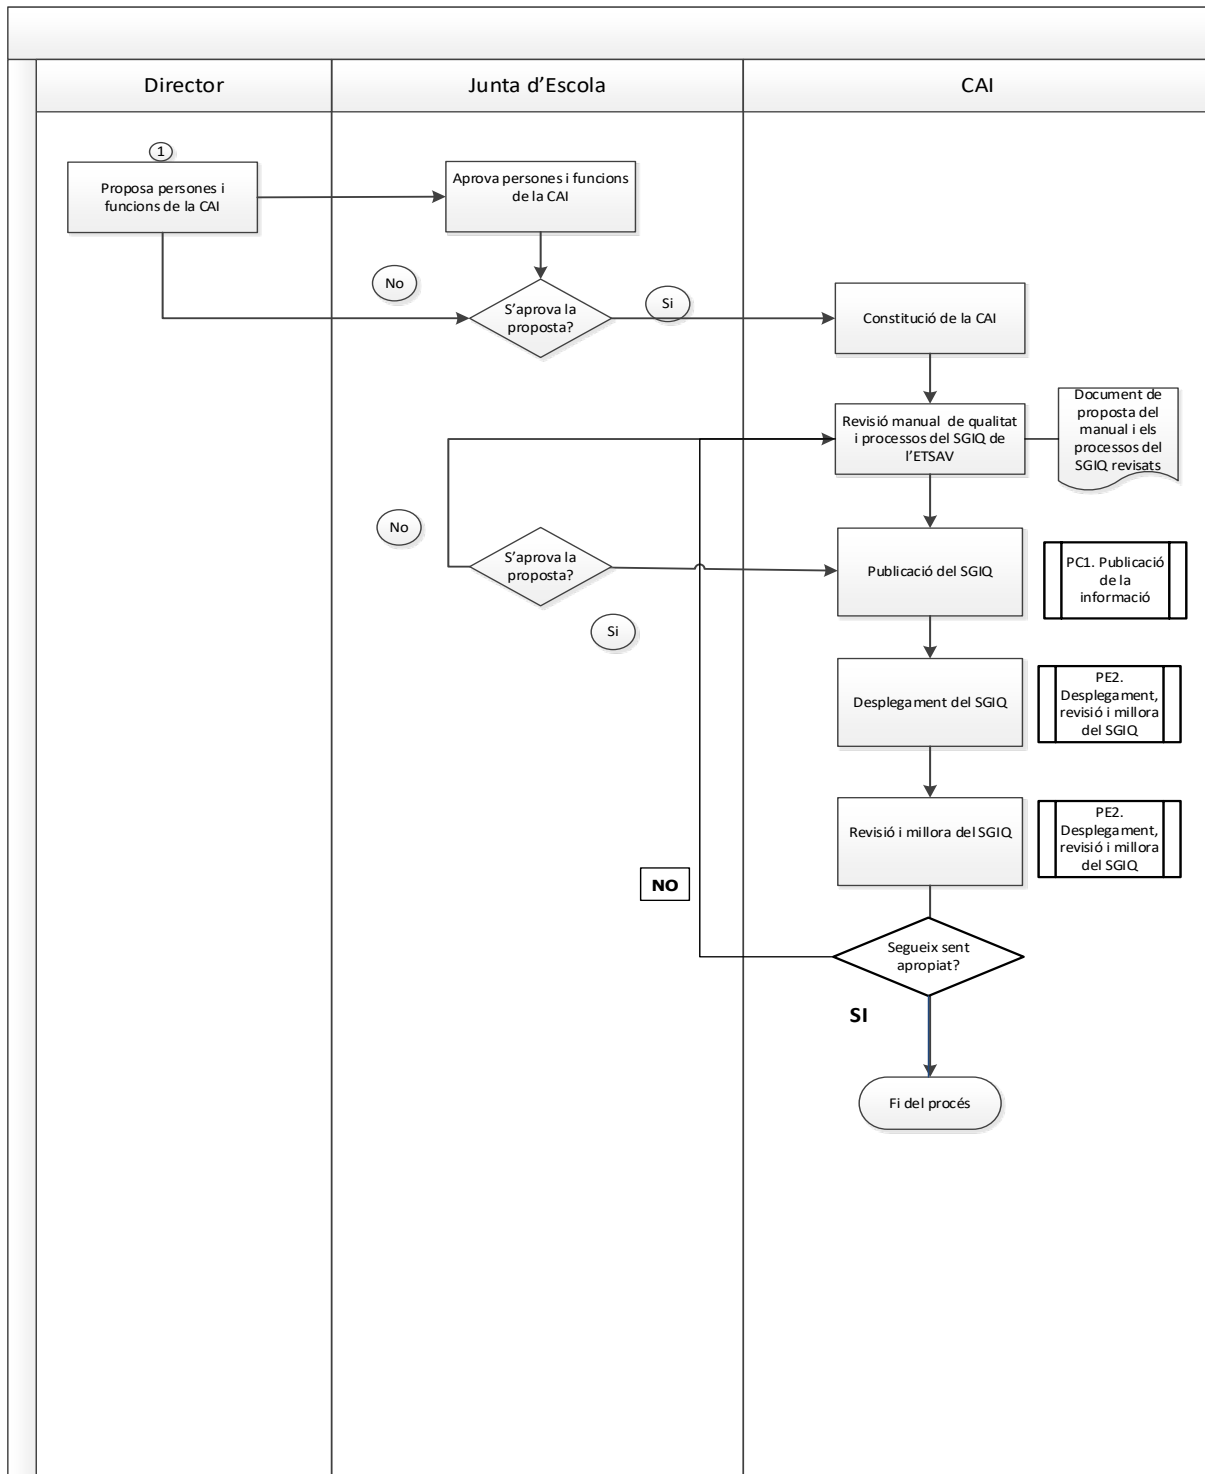 Director
Junta d'Escola
CAI
1
Proposa persones i
funcions de la CAI
Aprova persones i funcions
de la CAI
No
S'aprova la
proposta?
Si
Constitució de la CAI
Revisió manual de qualitat
i processos del SGIQ de
l'ETSAV
Document de
proposta del
manual i els
processos del
SGIQ revisats
No
S'aprova la
proposta?
Si
Publicació del SGIQ
PC1. Publicació
de la
informació
Desplegament del SGIQ
PE2.
Desplegament,
revisió i millora
del SGIQ
Revisió i millora del SGIQ
PE2.
Desplegament,
revisió i millora
del SGIQ
NO
Segueix sent
apropiat?
SI
Fi del procés